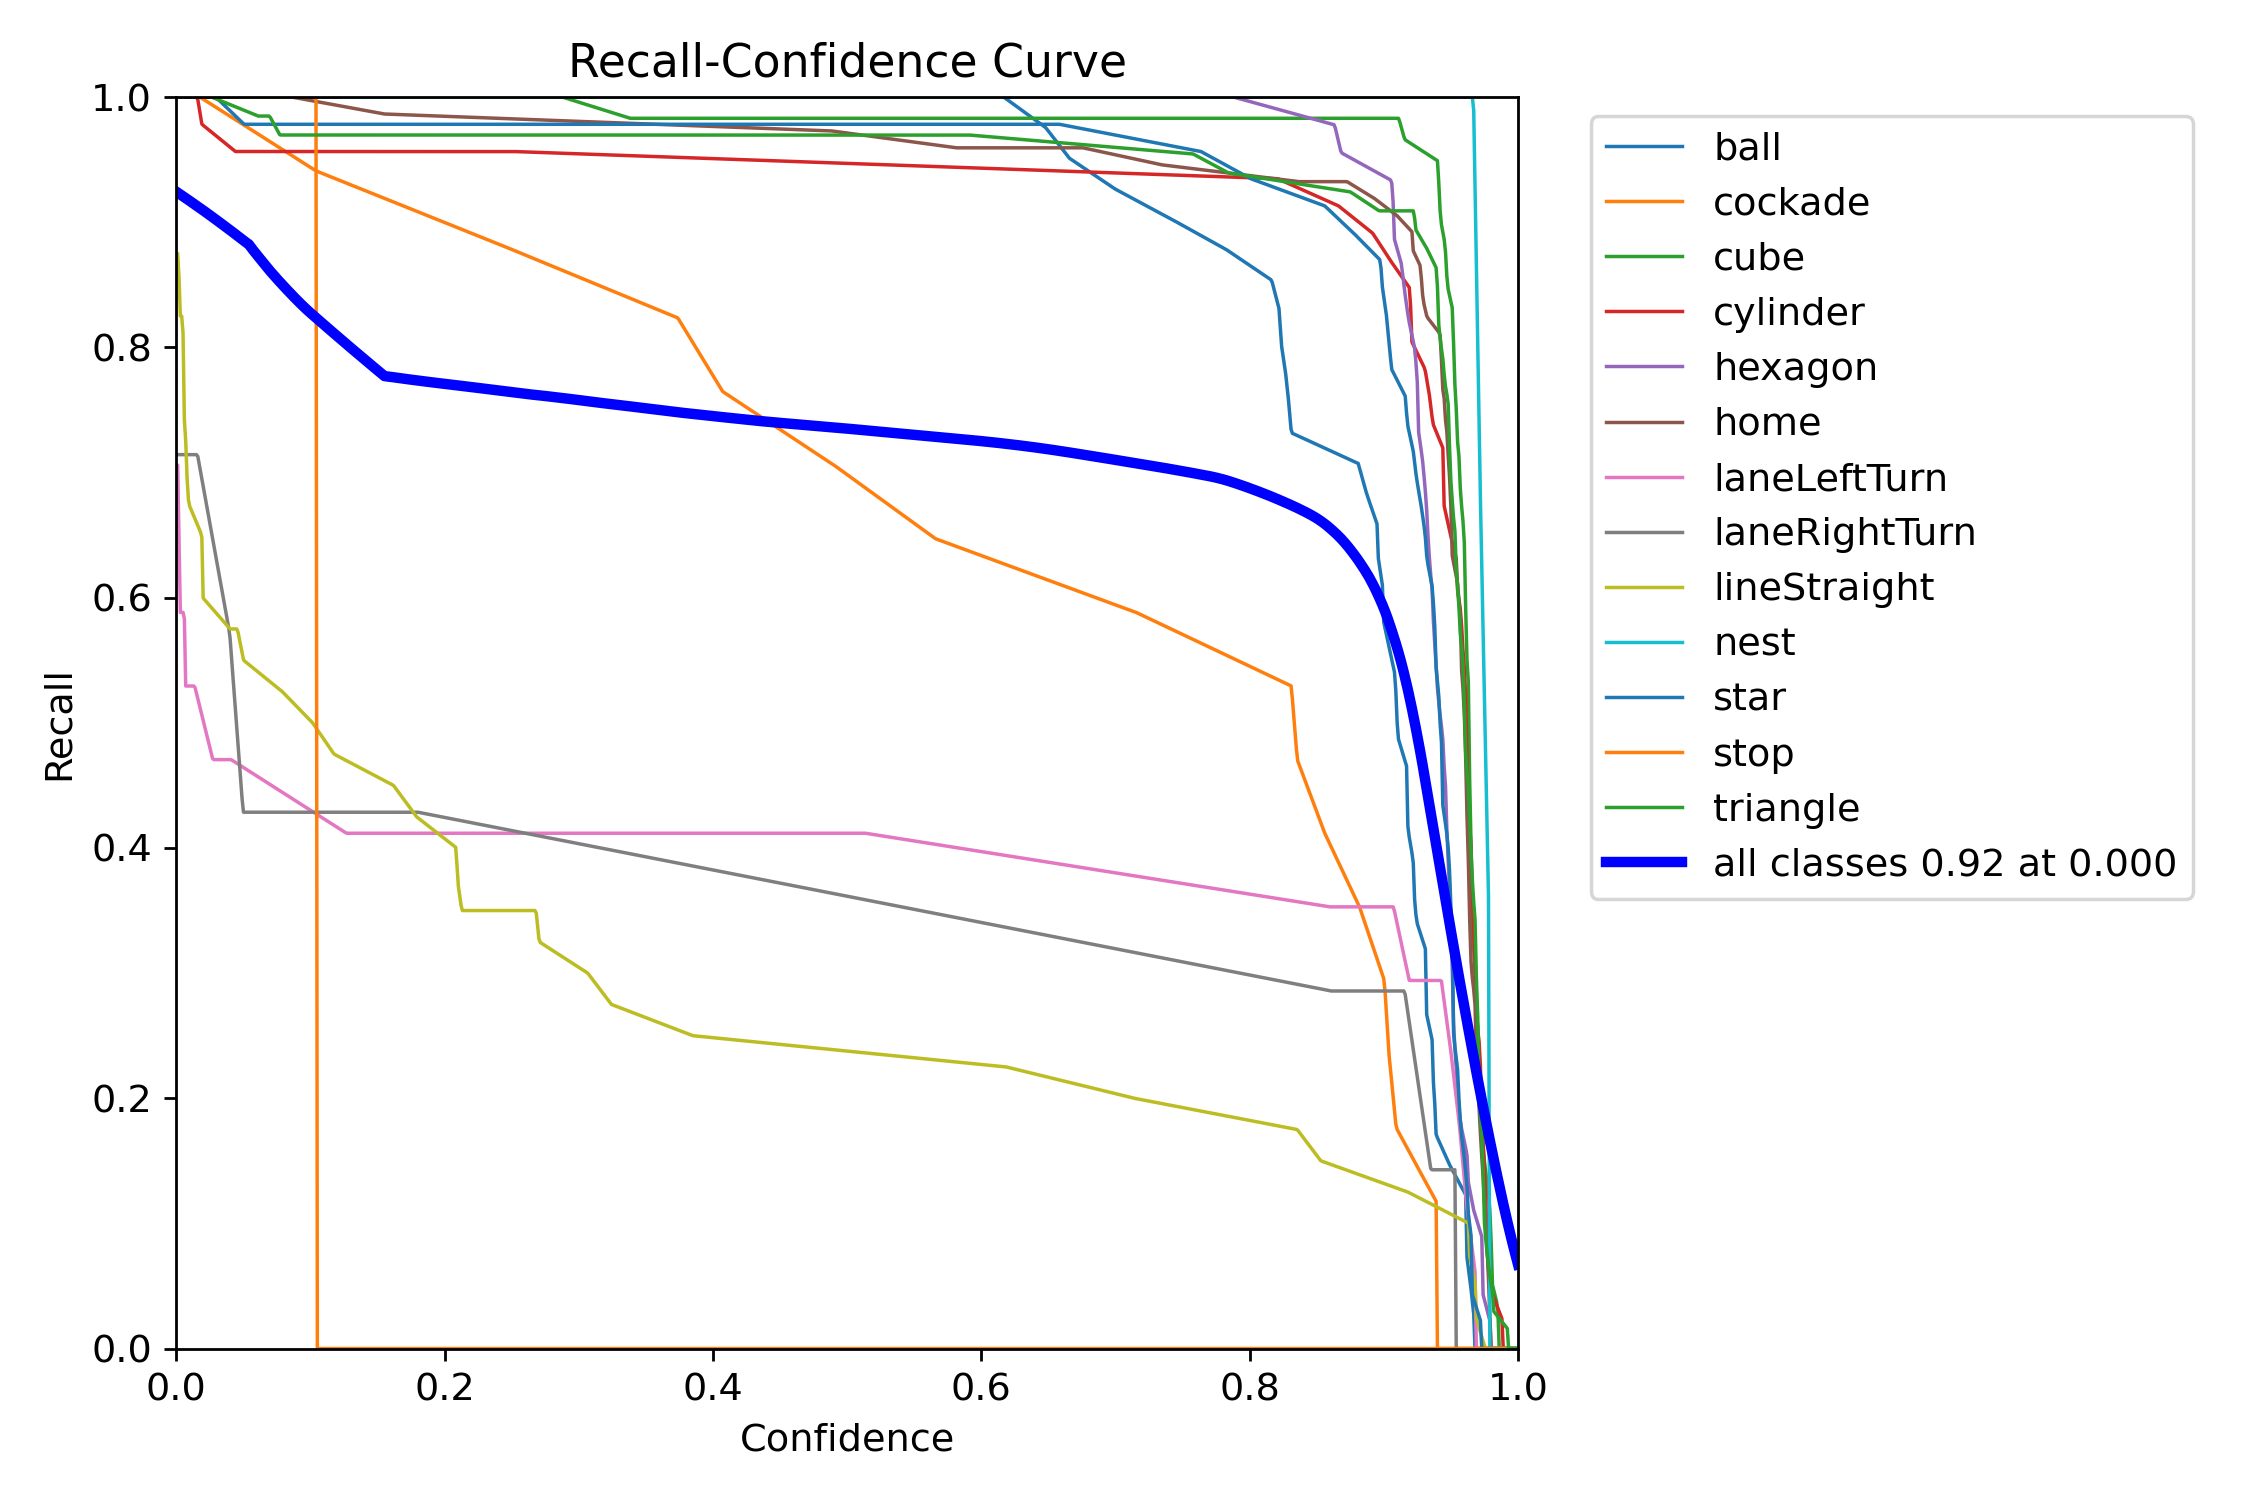 Recall-Confidence Curve
1.0
0.8
0.6
0.4
0.2
0.0
Recall
0.0 0.2 0.4 0.6 0.8 1.0
Confidence
ball
cockade
cube
cylinder
hexagon
home
laneLeftTurn
laneRightTurn
lineStraight
nest
star
stop
triangle
all classes 0.92 at 0.000